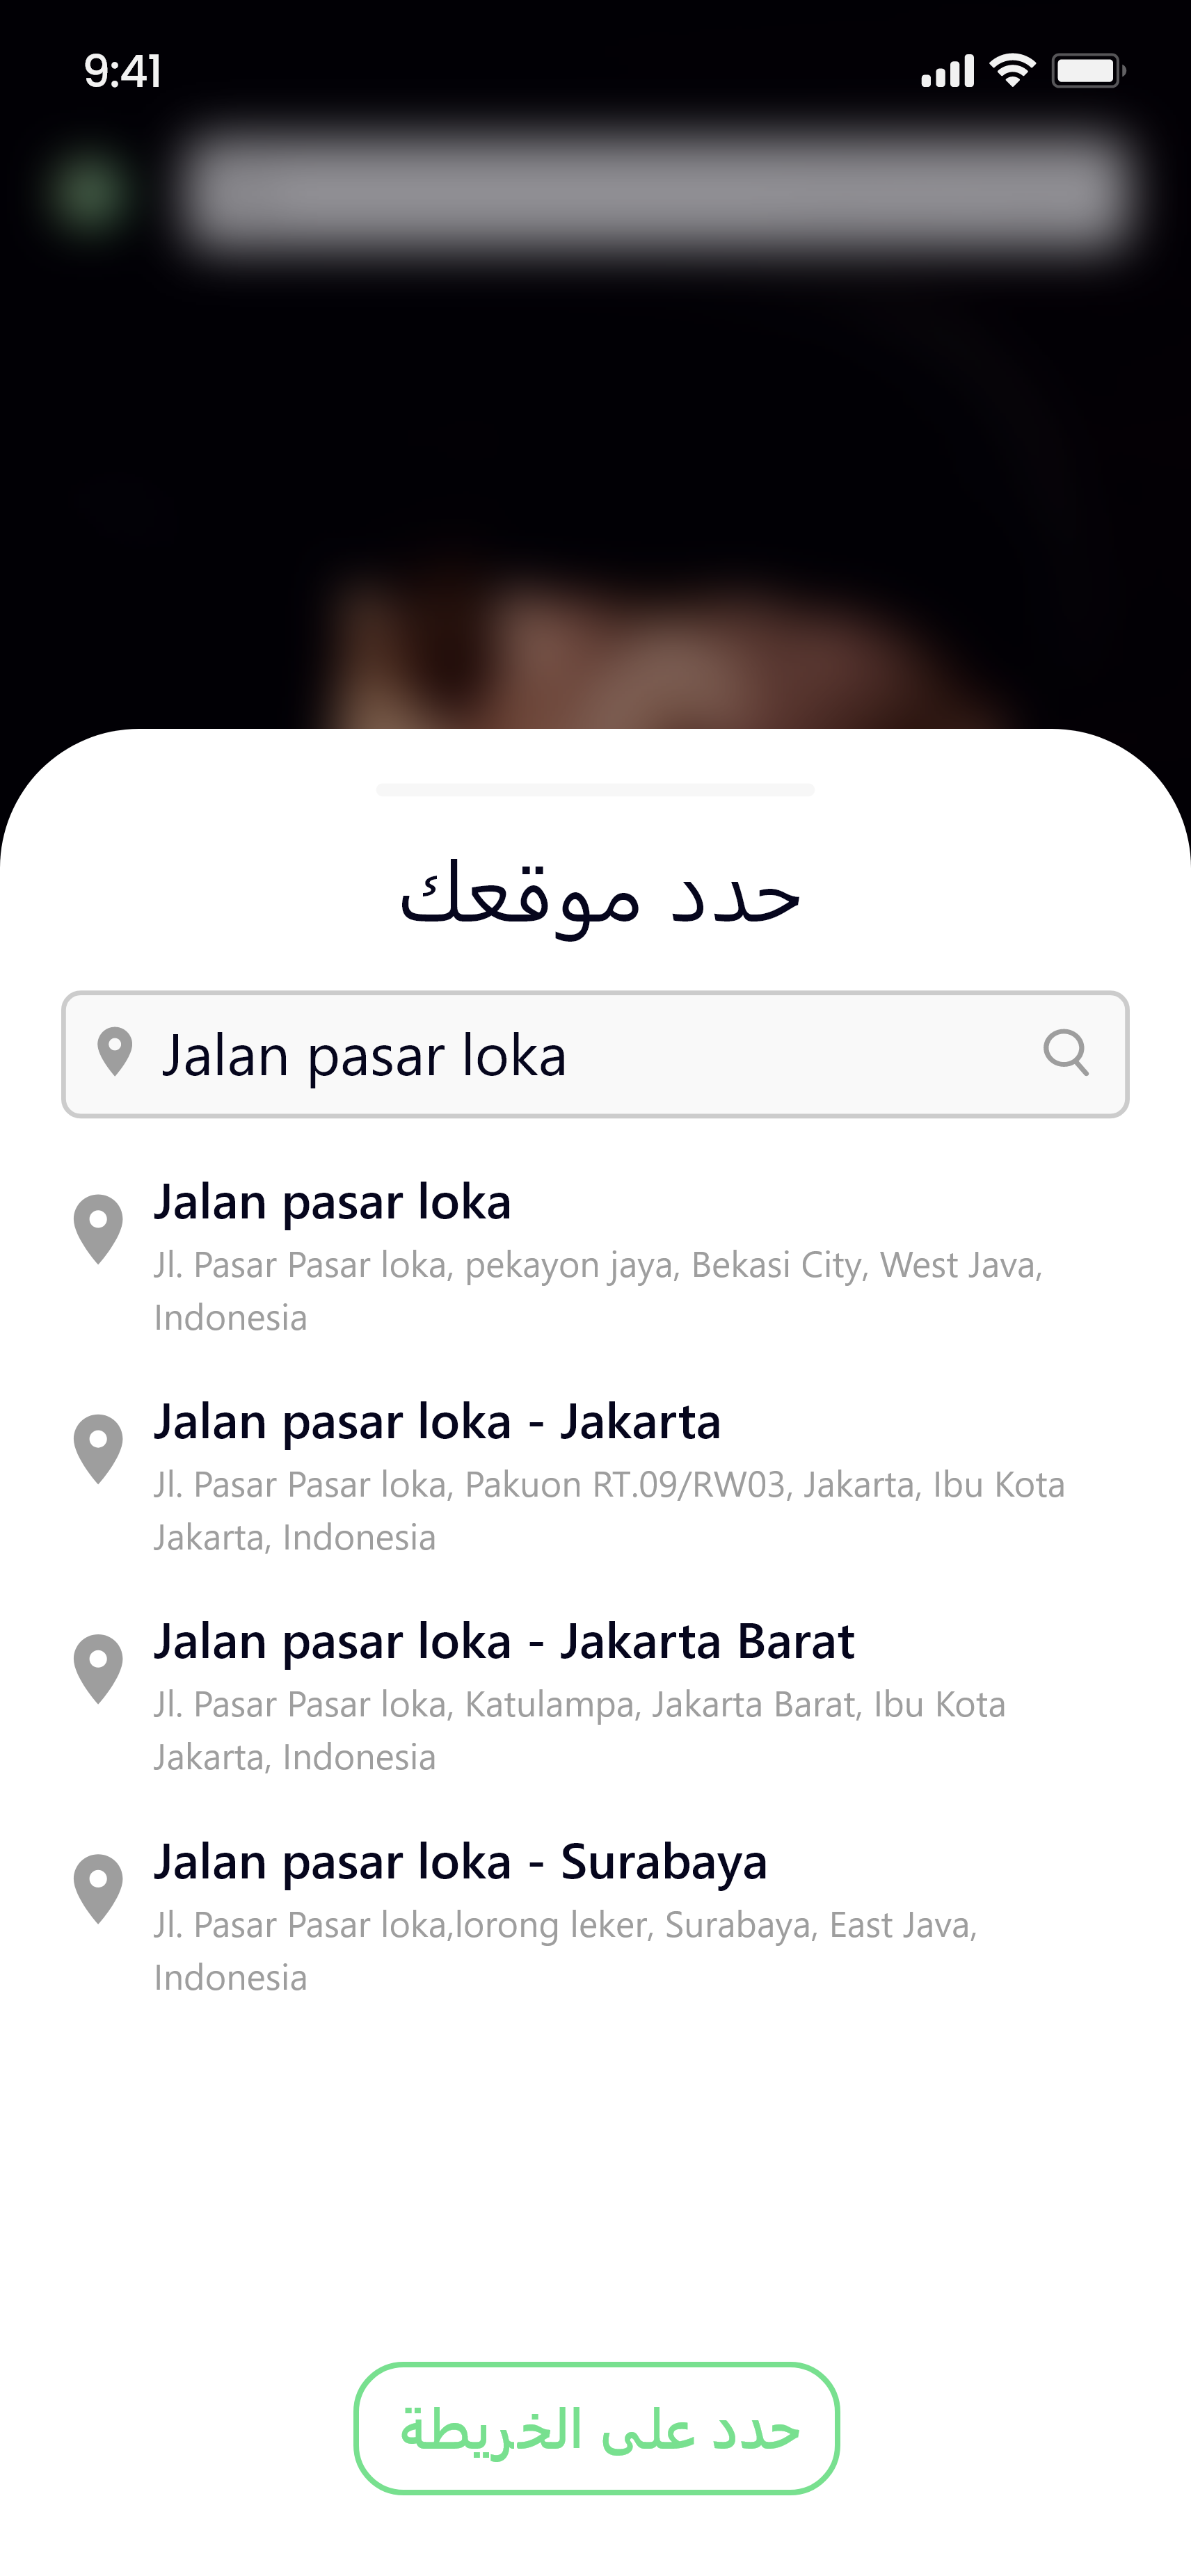 9:41
حدد موقعك
Jalan pasar loka
Jalan pasar loka
Jl. Pasar Pasar loka, pekayon jaya, Bekasi City, West Java,
Indonesia
Jalan pasar loka - Jakarta
Jl. Pasar Pasar loka, Pakuon RT.09/RW03, Jakarta, Ibu Kota
Jakarta, Indonesia
Jalan pasar loka - Jakarta Barat
Jl. Pasar Pasar loka, Katulampa, Jakarta Barat, Ibu Kota
Jakarta, Indonesia
Jalan pasar loka - Surabaya
Jl. Pasar Pasar loka,lorong leker, Surabaya, East Java,
Indonesia
حدد على الخريطة